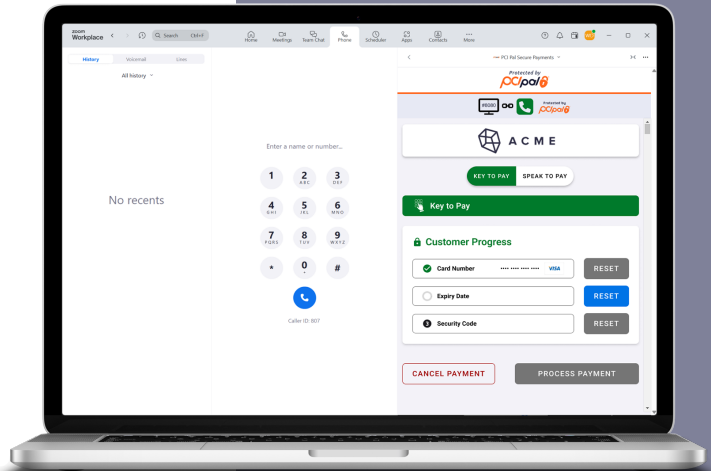 zoom
Workplace
Search Ctrl+F
Home Meetings Team Chat Phone Scheduler Apps Contacts More
History Voicemail Lines
All history
No recents
Enter a name or number...
1 2 3
ABC DEF
4 5 6
GHI JKL MNO
7 8 9
PQRS TUV WXYZ
* 0 #
Caller ID: 807
PCI Pal Secure Payments
Protected by
pcipal
Protected by
pcipal
ACME
KEY TO PAY SPEAK TO PAY
Key to Pay
Customer Progress
Card Number •••• •••• •••• •••• VISA RESET
Expiry Date RESET
3 Security Code RESET
CANCEL PAYMENT PROCESS PAYMENT